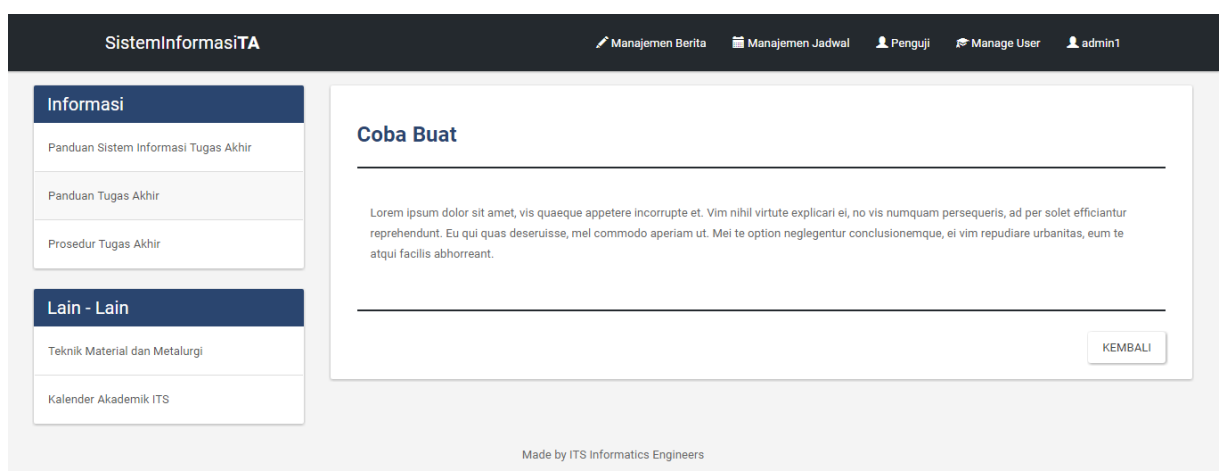 SistemInformasiTA
Manajemen Berita
Manajemen Jadwal
Penguji
Manage User
admin1
Informasi
Panduan Sistem Informasi Tugas Akhir
Panduan Tugas Akhir
Prosedur Tugas Akhir
Lain - Lain
Teknik Material dan Metalurgi
Kalender Akademik ITS
Coba Buat
Lorem ipsum dolor sit amet, vis quaeque appetere incorrupte et. Vim nihil virtute explicari ei, no vis numquam persequeris, ad per solet efficiantur
reprehendunt. Eu qui quas deseruisse, mel commodo aperiam ut. Mei te option neglegentur conclusionemque, ei vim repudiare urbanitas, eum te
atqui facilis abhorreant.
KEMBALI
Made by ITS Informatics Engineers